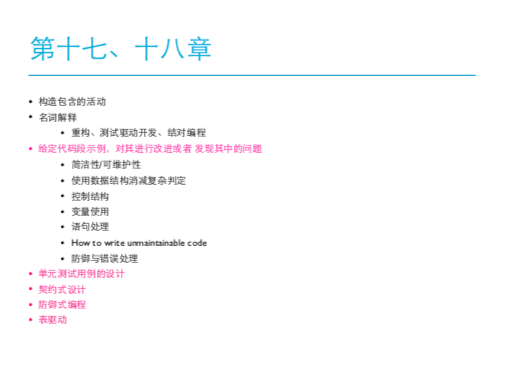 第十七、十八章
• 构造包含的活动
• 名词解释
• 重构、测试驱动开发、结对编程
• 给定代码段示例，对其进行改进或者 发现其中的问题
• 简洁性/可维护性
• 使用数据结构消减复杂判定
• 控制结构
• 变量使用
• 语句处理
• How to write unmaintainable code
• 防御与错误处理
• 单元测试用例的设计
• 契约式设计
• 防御式编程
• 表驱动